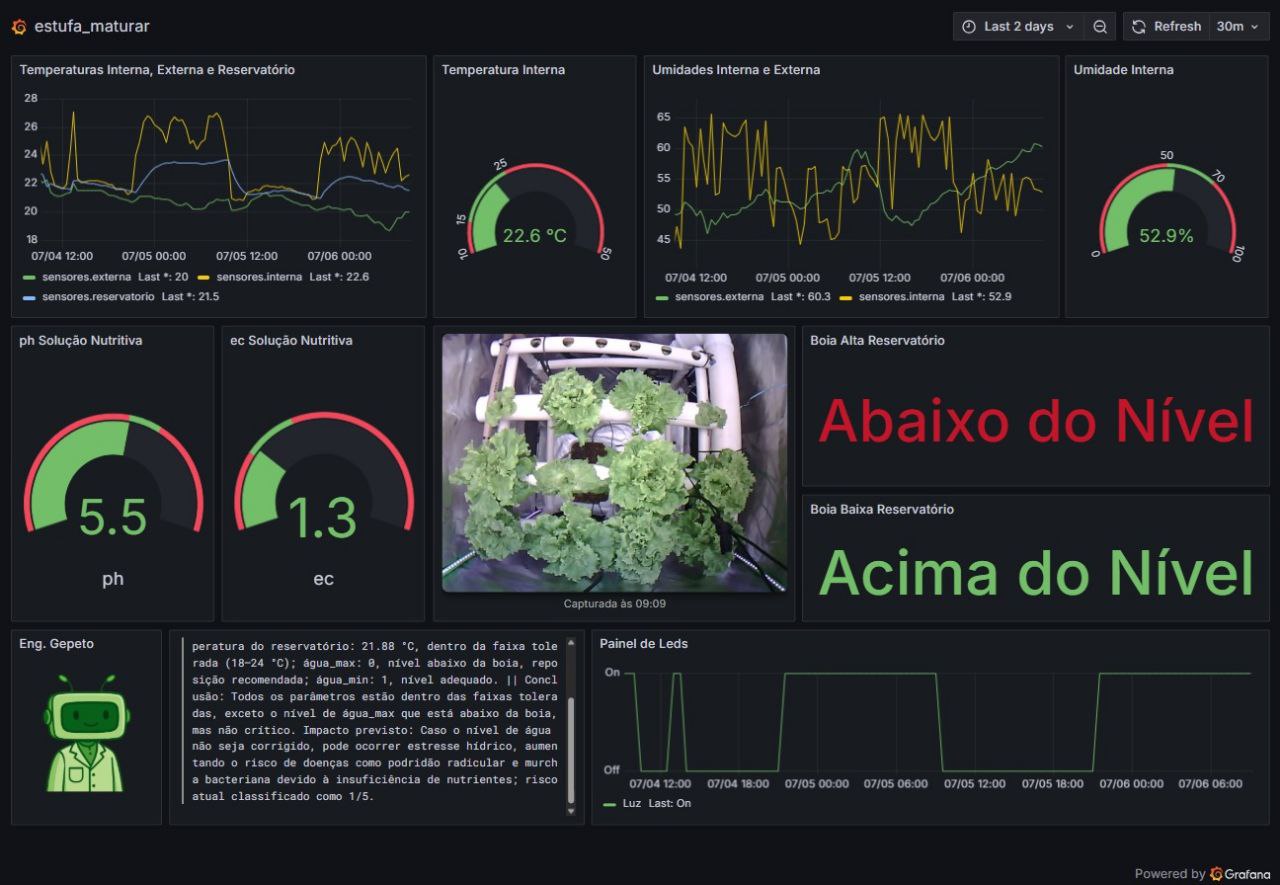 estufa_maturar
Last 2 days
Refresh
30m
Temperaturas Interna, Externa e Reservatório
28
26
24
22
20
18
07/04 12:00 07/05 00:00 07/05 12:00 07/06 00:00
sensores.externa Last *: 20 sensores.interna Last *: 22.6
sensores.reservatorio Last *: 21.5
Temperatura Interna
10
15
25
50
22.6 °C
Umidades Interna e Externa
65
60
55
50
45
07/04 12:00 07/05 00:00 07/05 12:00 07/06 00:00
sensores.externa Last *: 60.3 sensores.interna Last *: 52.9
Umidade Interna
0
50
70
100
52.9%
ph Solução Nutritiva
5.5
ph
ec Solução Nutritiva
1.3
ec
Capturada às 09:09
Boia Alta Reservatório
Abaixo do Nível
Boia Baixa Reservatório
Acima do Nível
Eng. Gepeto
peratura do reservatório: 21.88 °C, dentro da faixa tole
rada (18–24 °C); água_max: 0, nível abaixo da boia, repo
sição recomendada; água_min: 1, nível adequado. || Concl
usão: Todos os parâmetros estão dentro das faixas tolera
das, exceto o nível de água_max que está abaixo da boia,
mas não crítico. Impacto previsto: Caso o nível de água
não seja corrigido, pode ocorrer estresse hídrico, aumen
tando o risco de doenças como podridão radicular e murch
a bacteriana devido à insuficiência de nutrientes; risco
atual classificado como 1/5.
Painel de Leds
On
Off
07/04 12:00 07/04 18:00 07/05 00:00 07/05 06:00 07/05 12:00 07/05 18:00 07/06 00:00 07/06 06:00
Luz Last: On
Powered by Grafana